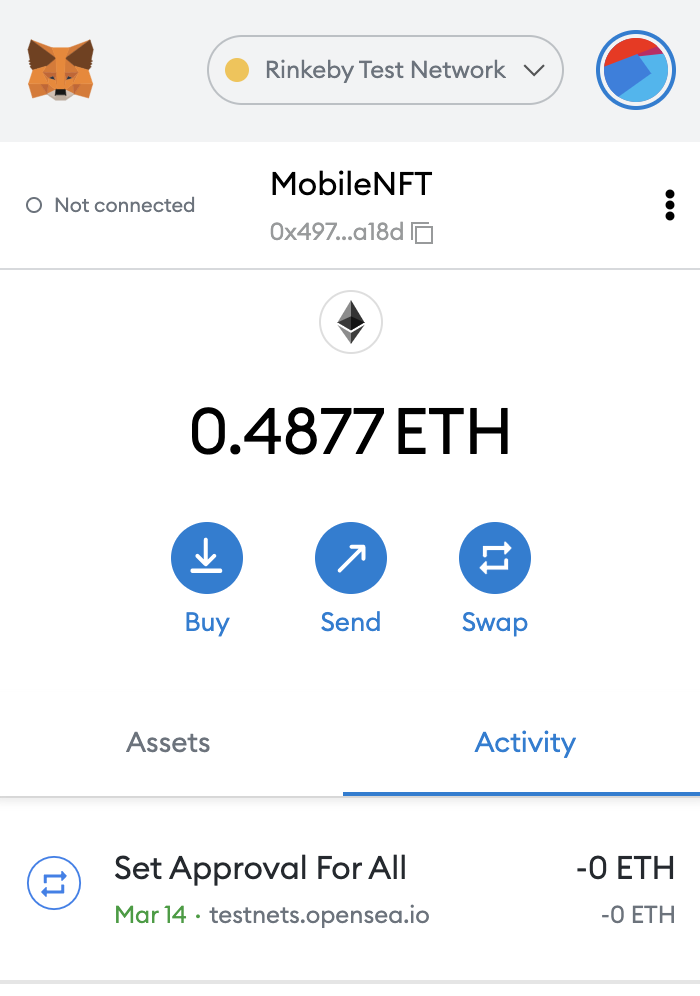 Rinkeby Test Network
Not connected
MobileNFT
0x497...a18d
0.4877 ETH
Buy
Send
Swap
Assets
Activity
Set Approval For All
-0 ETH
Mar 14 · testnets.opensea.io
-0 ETH